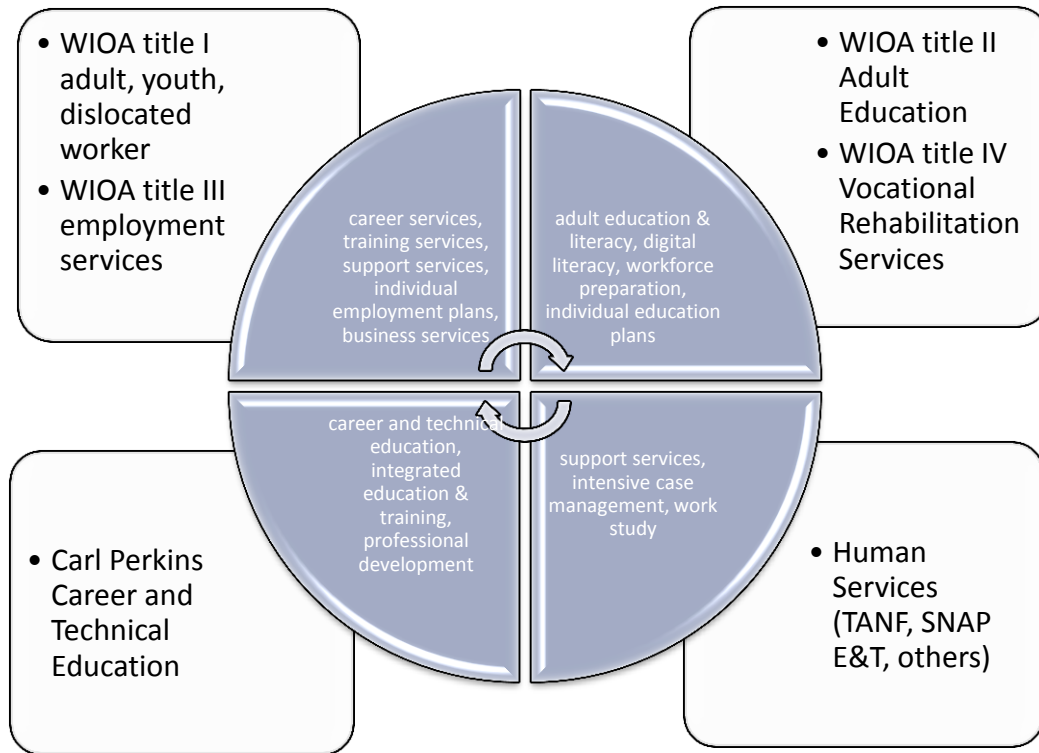 • WIOA title I
adult, youth,
dislocated
worker
• WIOA title III
employment
services
• WIOA title II
Adult
Education
• WIOA title IV
Vocational
Rehabilitation
Services
career services,
training services,
support services,
individual
employment plans,
business services
adult education &
literacy, digital
literacy, workforce
preparation,
individual education
plans
career and technical
education,
integrated
education &
training,
professional
development
support services,
intensive case
management, work
study
• Carl Perkins
Career and
Technical
Education
• Human
Services
(TANF, SNAP
E&T, others)